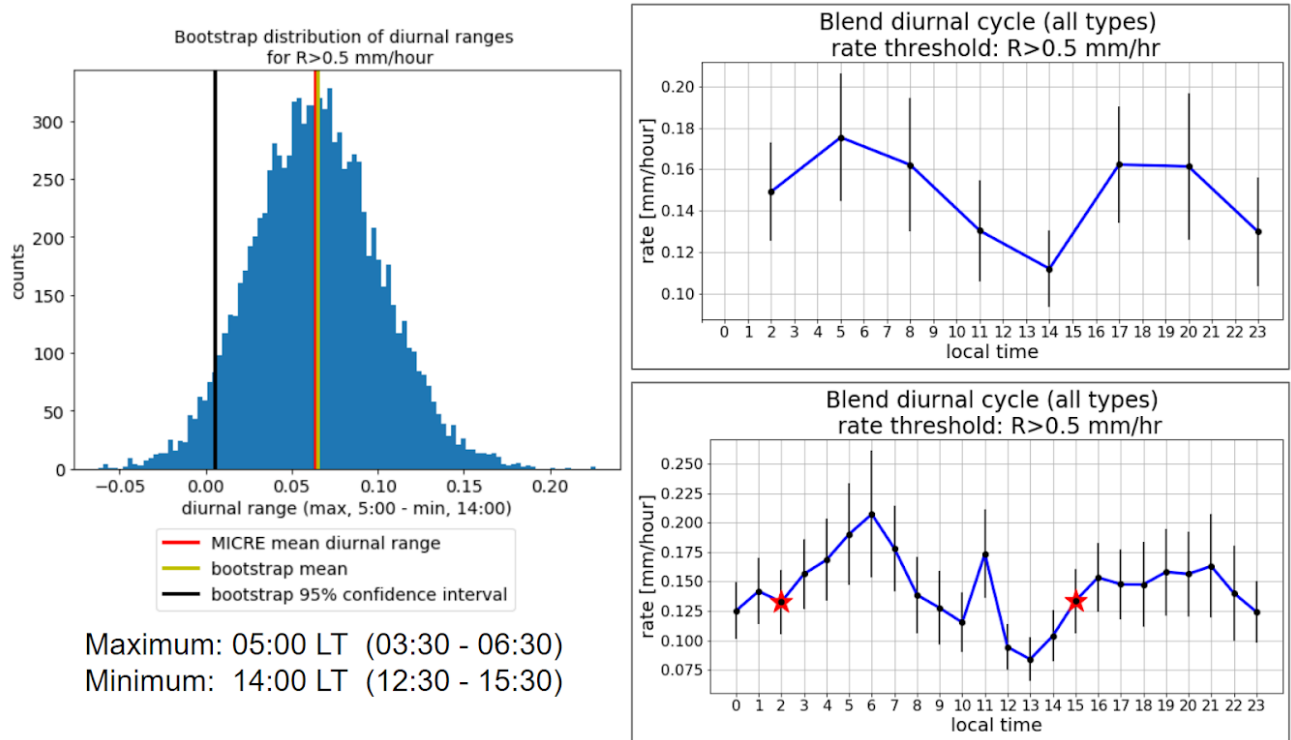 Bootstrap distribution of diurnal ranges
for R>0.5 mm/hour
counts
300
250
200
150
100
50
0
−0.05 0.00 0.05 0.10 0.15 0.20
diurnal range (max, 5:00 - min, 14:00)
MICRE mean diurnal range
bootstrap mean
bootstrap 95% confidence interval
Maximum: 05:00 LT (03:30 - 06:30)
Minimum: 14:00 LT (12:30 - 15:30)
Blend diurnal cycle (all types)
rate threshold: R>0.5 mm/hr
rate [mm/hour]
0.20
0.18
0.16
0.14
0.12
0.10
0 1 2 3 4 5 6 7 8 9 10 11 12 13 14 15 16 17 18 19 20 21 22 23
local time
Blend diurnal cycle (all types)
rate threshold: R>0.5 mm/hr
rate [mm/hour]
0.250
0.225
0.200
0.175
0.150
0.125
0.100
0.075
0 1 2 3 4 5 6 7 8 9 10 11 12 13 14 15 16 17 18 19 20 21 22 23
local time